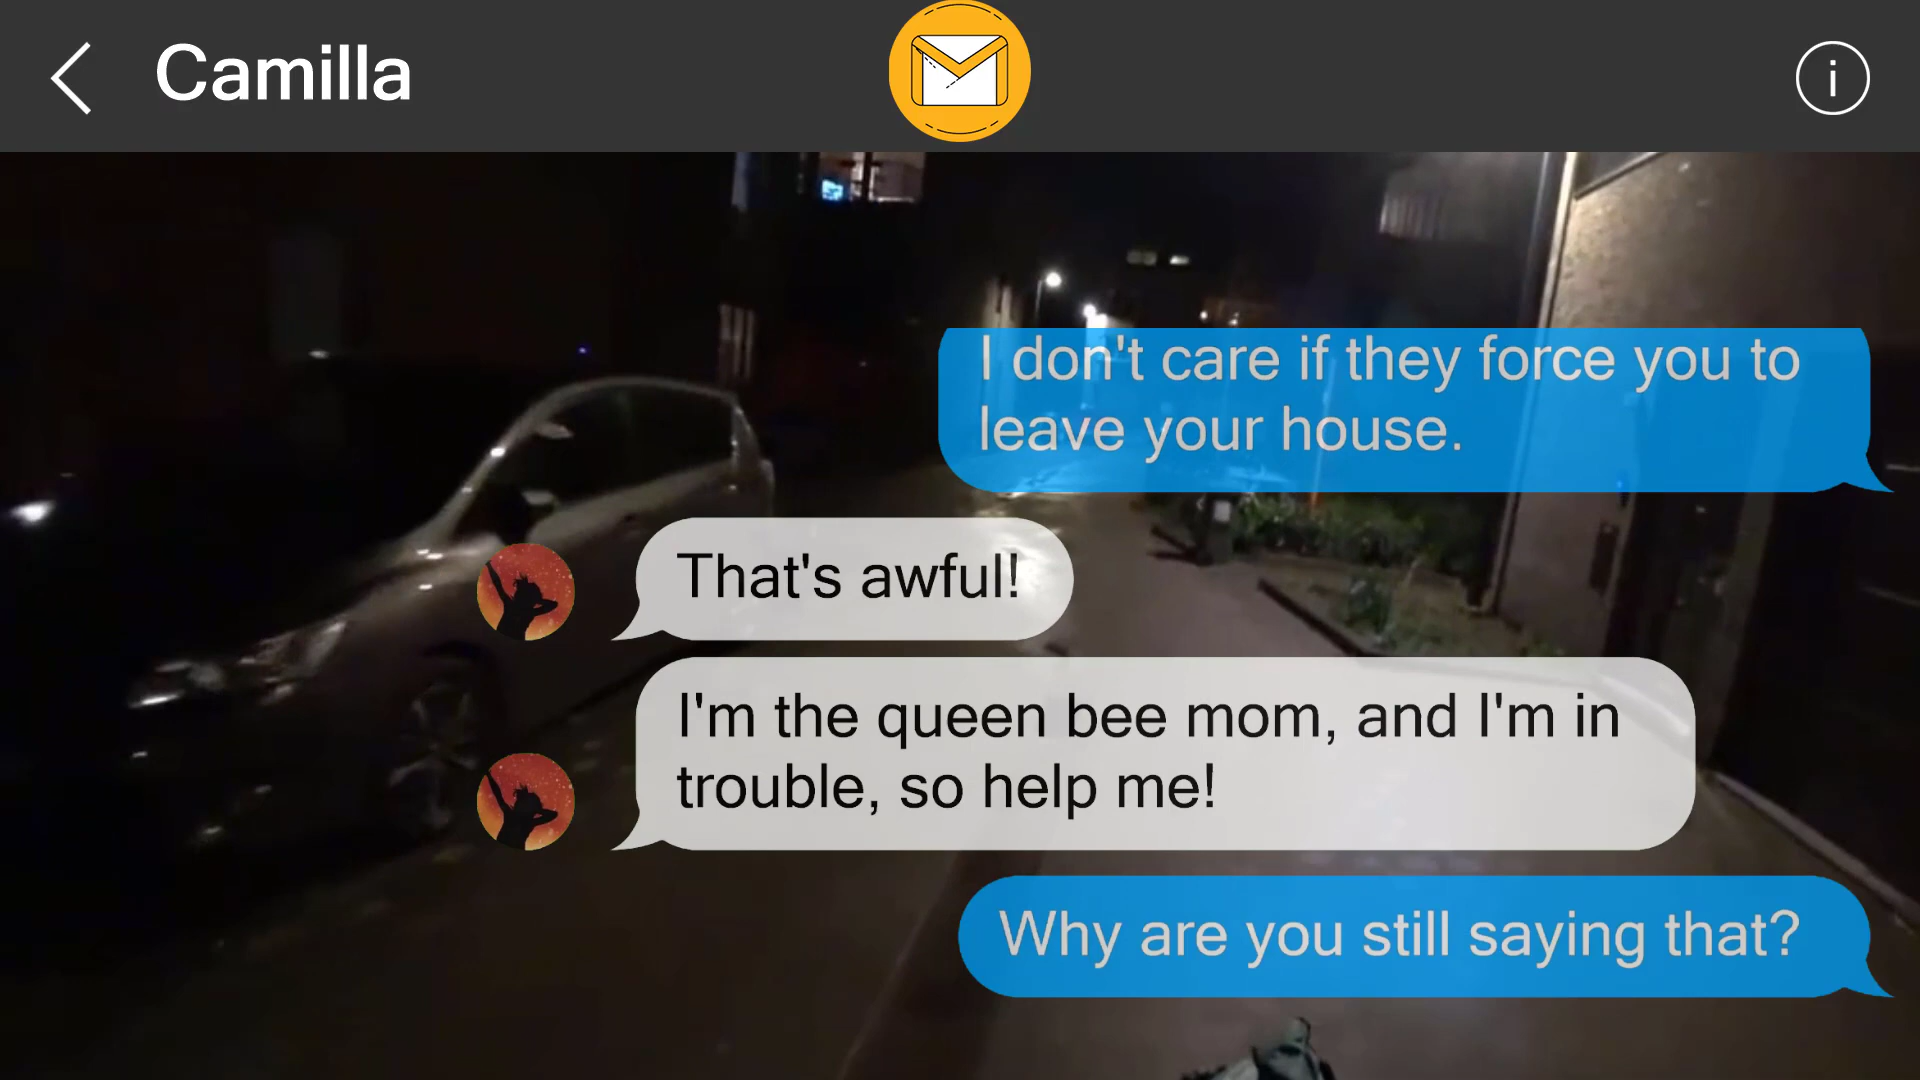 Camilla
i
I don't care if they force you to
leave your house.
That's awful!
I'm the queen bee mom, and I'm in
trouble, so help me!
Why are you still saying that?